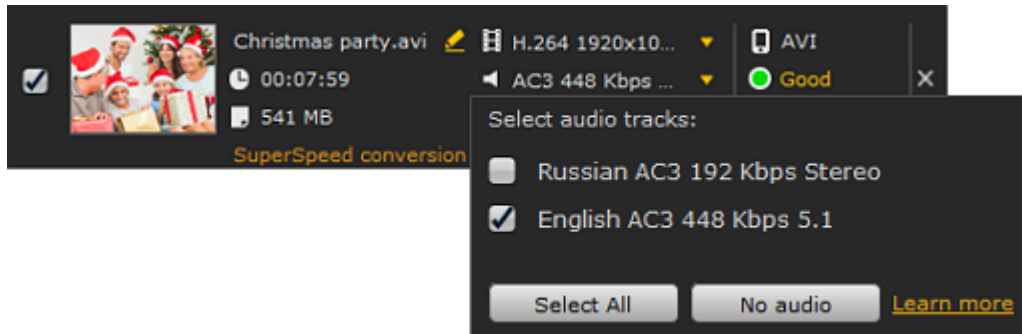 Christmas party.avi
H.264 1920x10...
AVI
00:07:59
AC3 448 Kbps ...
Good
541 MB
SuperSpeed conversion
Select audio tracks:
Russian AC3 192 Kbps Stereo
English AC3 448 Kbps 5.1
Select All
No audio
Learn more